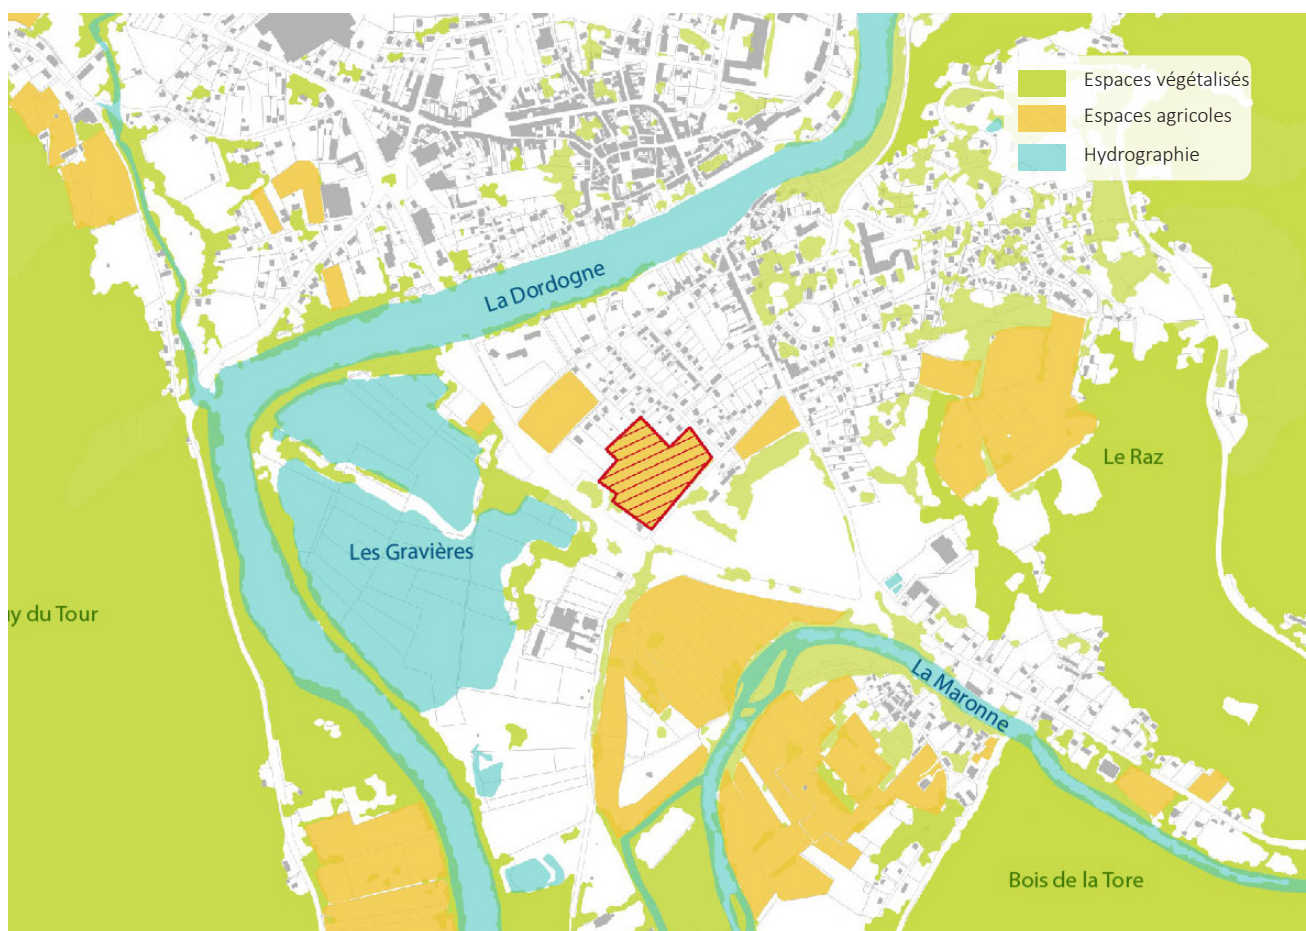 Espaces végétalisés
Espaces agricoles
Hydrographie
La Dordogne
Le Raz
Les Gravières
uy du Tour
La Maronne
Bois de la Tore